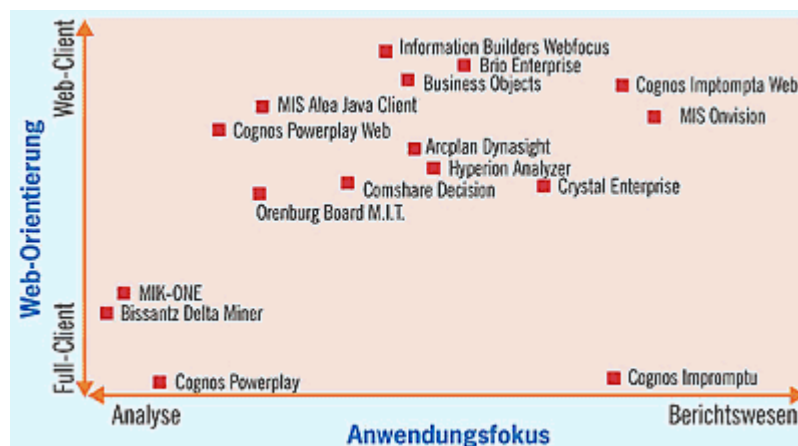 Web-Client
Web-Orientierung
Full-Client
Information Builders Webfocus
Brio Enterprise
Business Objects
Cognos Imptompta Web
MIS Alea Java Client
MIS Onvision
Cognos Powerplay Web
Arcplan Dynasight
Hyperion Analyzer
Comshare Decision
Crystal Enterprise
Orenburg Board M.I.T.
MIK-ONE
Bissantz Delta Miner
Cognos Powerplay
Cognos Impromptu
Analyse
Berichtswesen
Anwendungsfokus